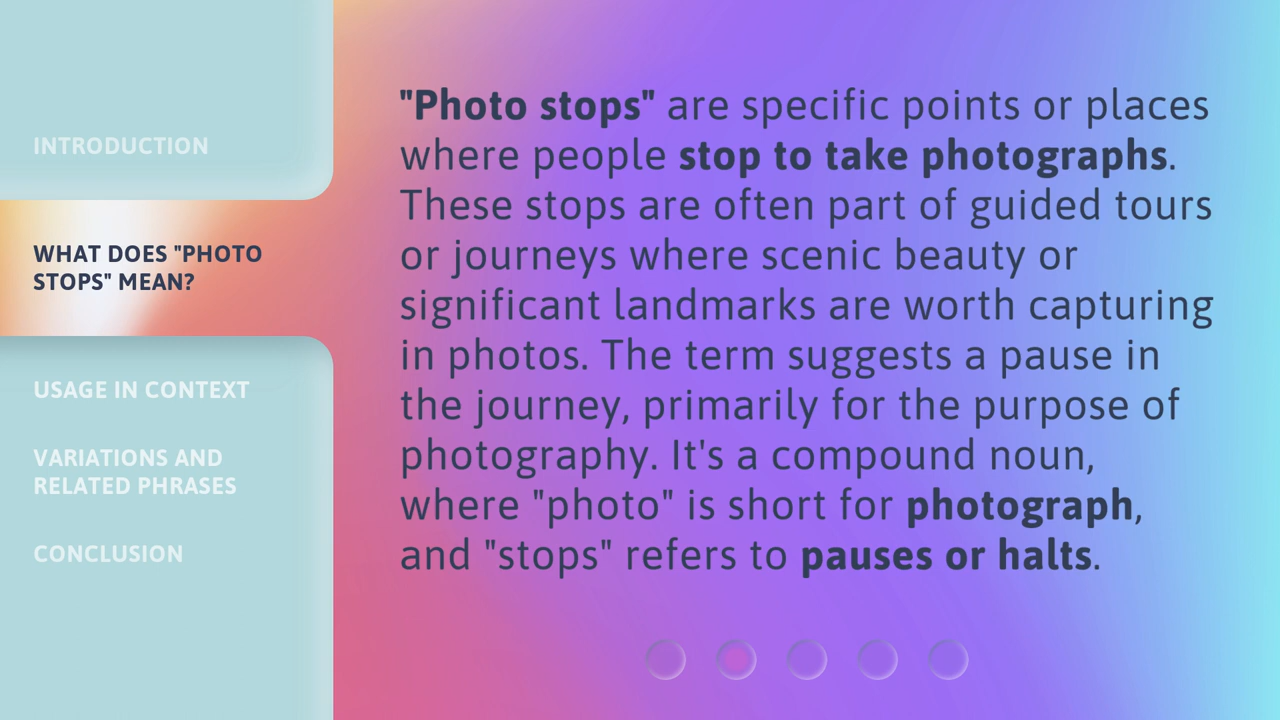 INTRODUCTION
WHAT DOES "PHOTO
STOPS" MEAN?
USAGE IN CONTEXT
VARIATIONS AND
RELATED PHRASES
CONCLUSION
"Photo stops" are specific points or places
where people stop to take photographs.
These stops are often part of guided tours
or journeys where scenic beauty or
significant landmarks are worth capturing
in photos. The term suggests a pause in
the journey, primarily for the purpose of
photography. It's a compound noun,
where "photo" is short for photograph,
and "stops" refers to pauses or halts.